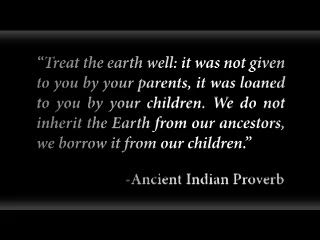 “Treat the earth well: it was not given
to you by your parents, it was loaned
to you by your children. We do not
inherit the Earth from our ancestors,
we borrow it from our children.”
-Ancient Indian Proverb